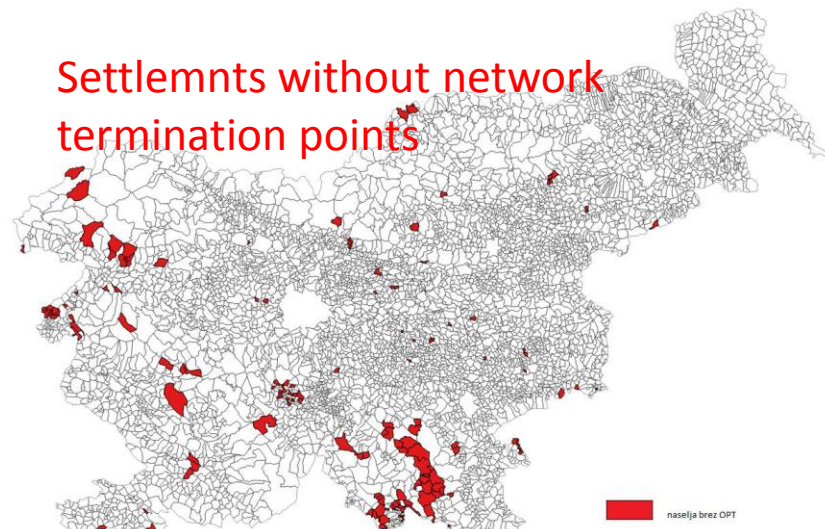 Settlemnts without network
termination points
naselja brez OPT